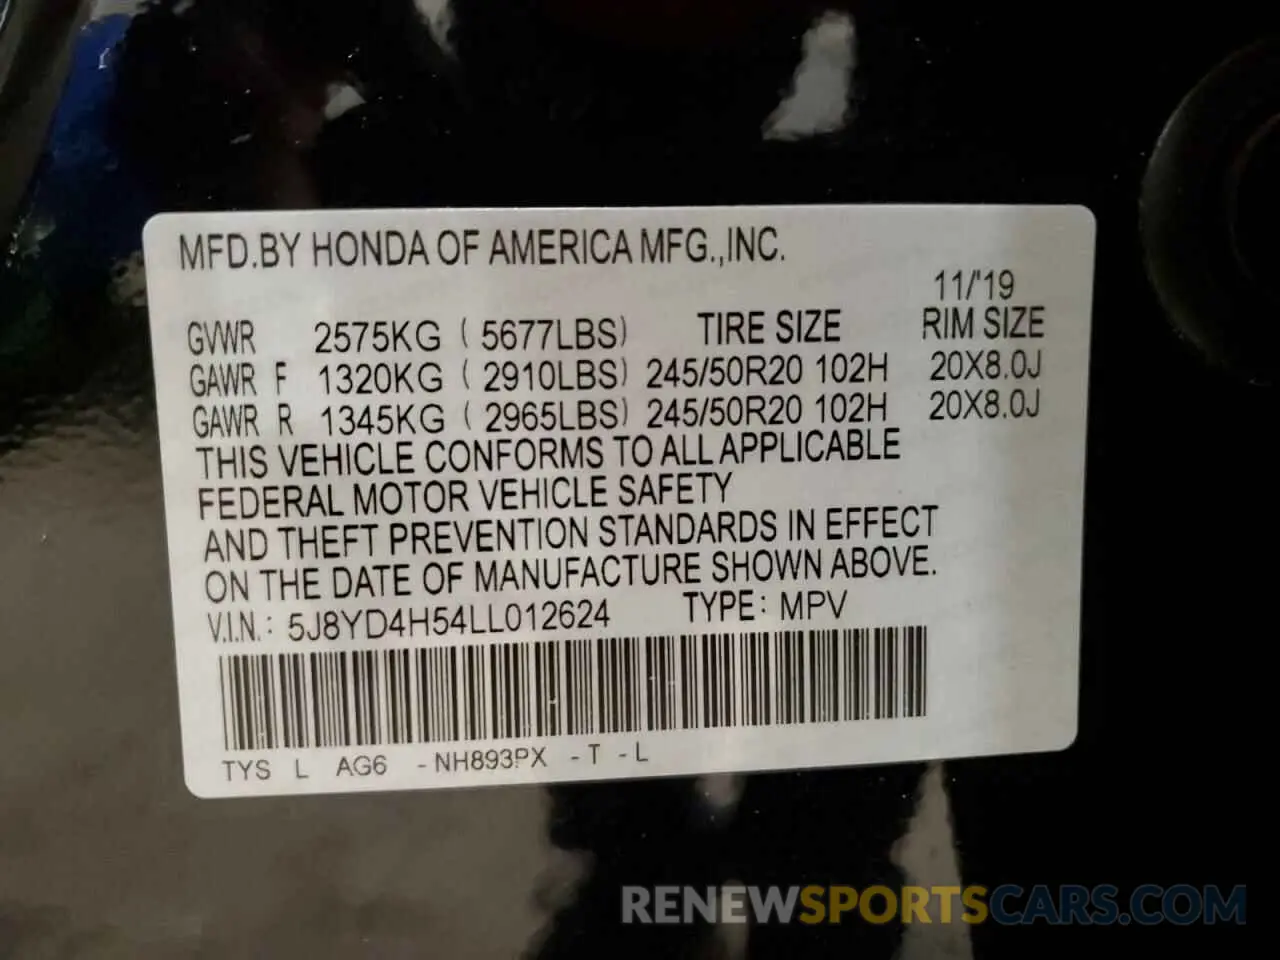 MFD.BY HONDA OF AMERICA MFG.,INC.
11/'19
GVWR 2575KG ( 5677LBS) TIRE SIZE RIM SIZE
GAWR F 1320KG ( 2910LBS) 245/50R20 102H 20X8.0J
GAWR R 1345KG ( 2965LBS) 245/50R20 102H 20X8.0J
THIS VEHICLE CONFORMS TO ALL APPLICABLE
FEDERAL MOTOR VEHICLE SAFETY
AND THEFT PREVENTION STANDARDS IN EFFECT
ON THE DATE OF MANUFACTURE SHOWN ABOVE.
V.I.N.: 5J8YD4H54LL012624 TYPE: MPV
TYS L AG6 -NH893PX -T -L
RENEWSPORTSCARS.COM